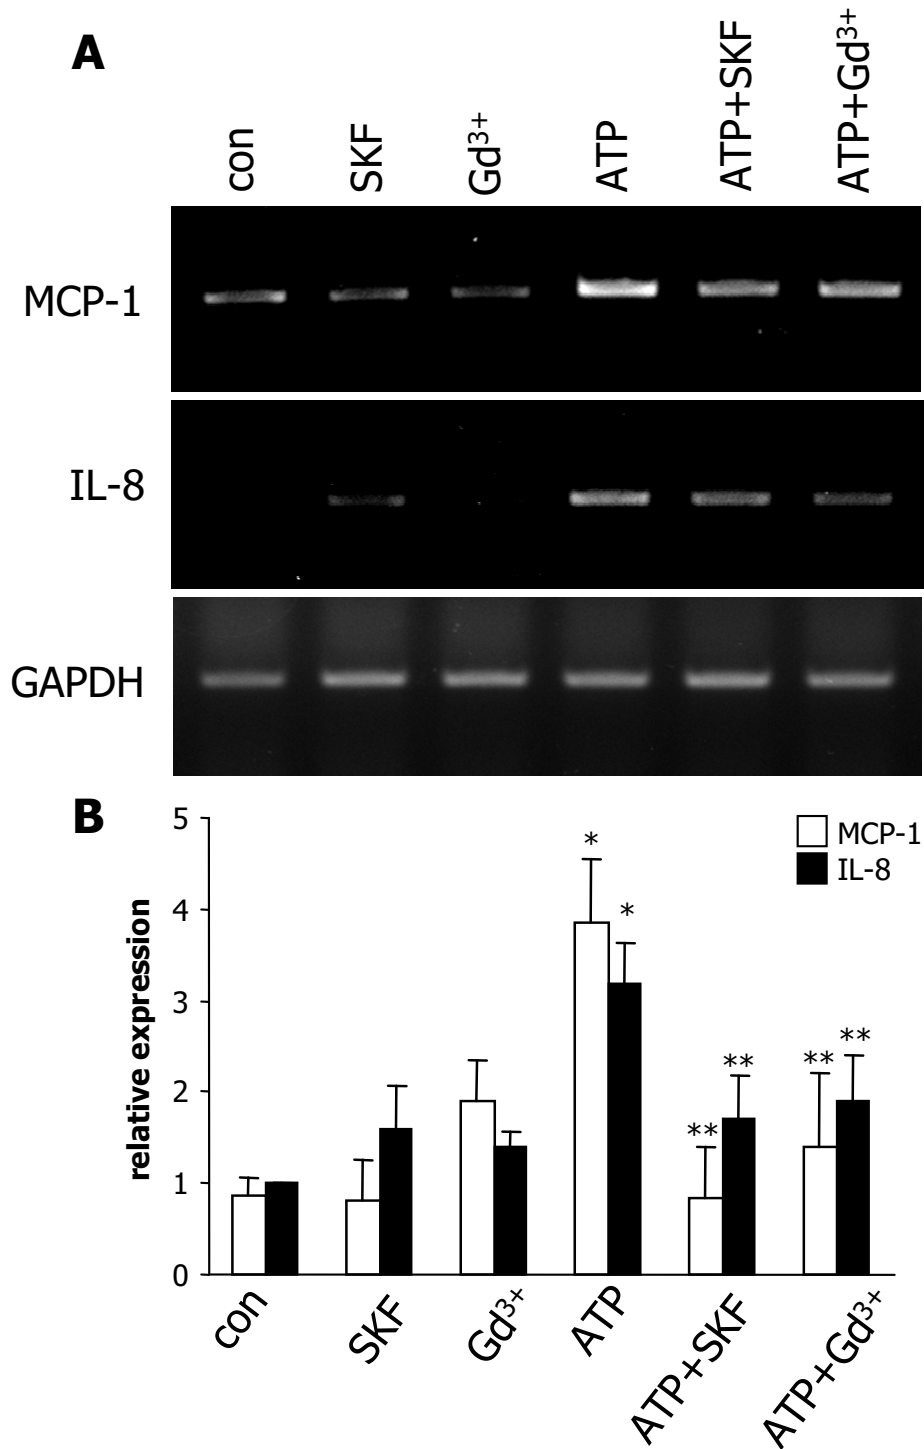 A
con
SKF
Gd³⁺
ATP
ATP+SKF
ATP+Gd³⁺
MCP-1
IL-8
GAPDH
B
5
4
3
2
1
0
relative expression
MCP-1
IL-8
*
*
**
**
**
**
con
SKF
Gd³⁺
ATP
ATP+SKF
ATP+Gd³⁺